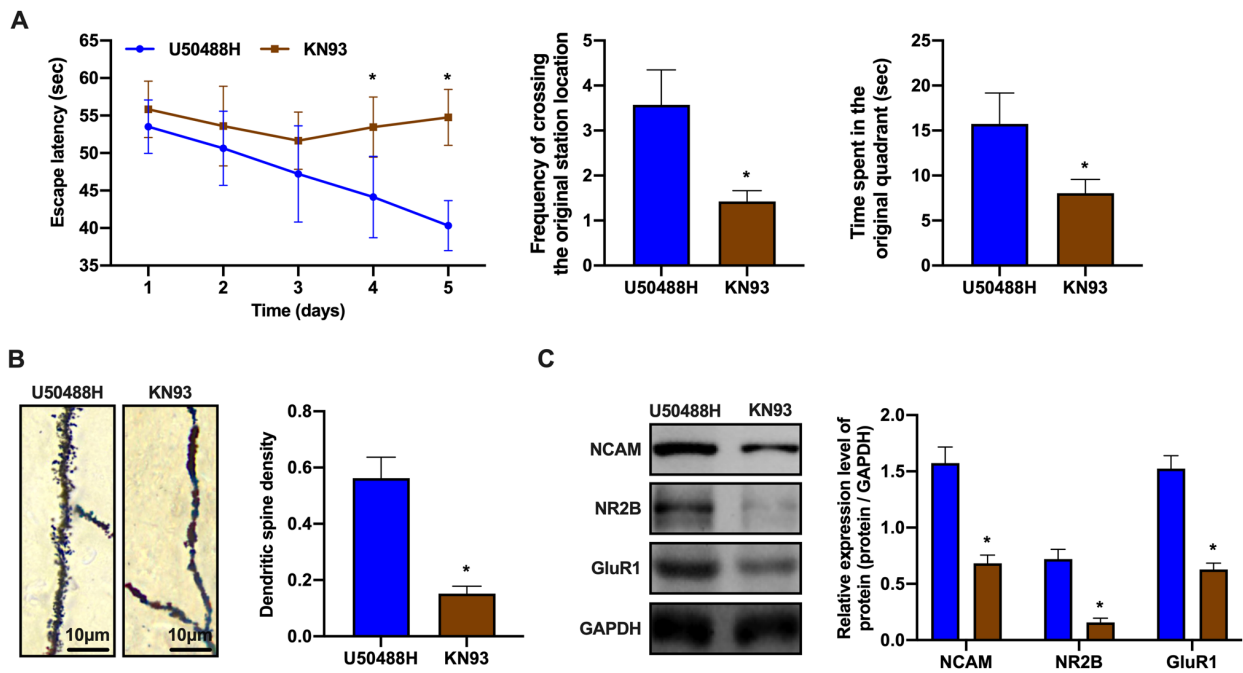 A
U50488H KN93
Escape latency (sec)
65
60
55
50
45
40
35
* *
1 2 3 4 5
Time (days)
Frequency of crossing
the original station location
5
4
3
2
1
0
*
U50488H KN93
Time spent in the
original quadrant (sec)
25
20
15
10
5
0
*
U50488H KN93
B
U50488H KN93
10μm 10μm
Dendritic spine density
0.8
0.6
0.4
0.2
0.0
*
U50488H KN93
C
U50488H KN93
NCAM
NR2B
GluR1
GAPDH
Relative expression level of
protein (protein / GAPDH)
2.0
1.5
1.0
0.5
0.0
* * *
NCAM NR2B GluR1